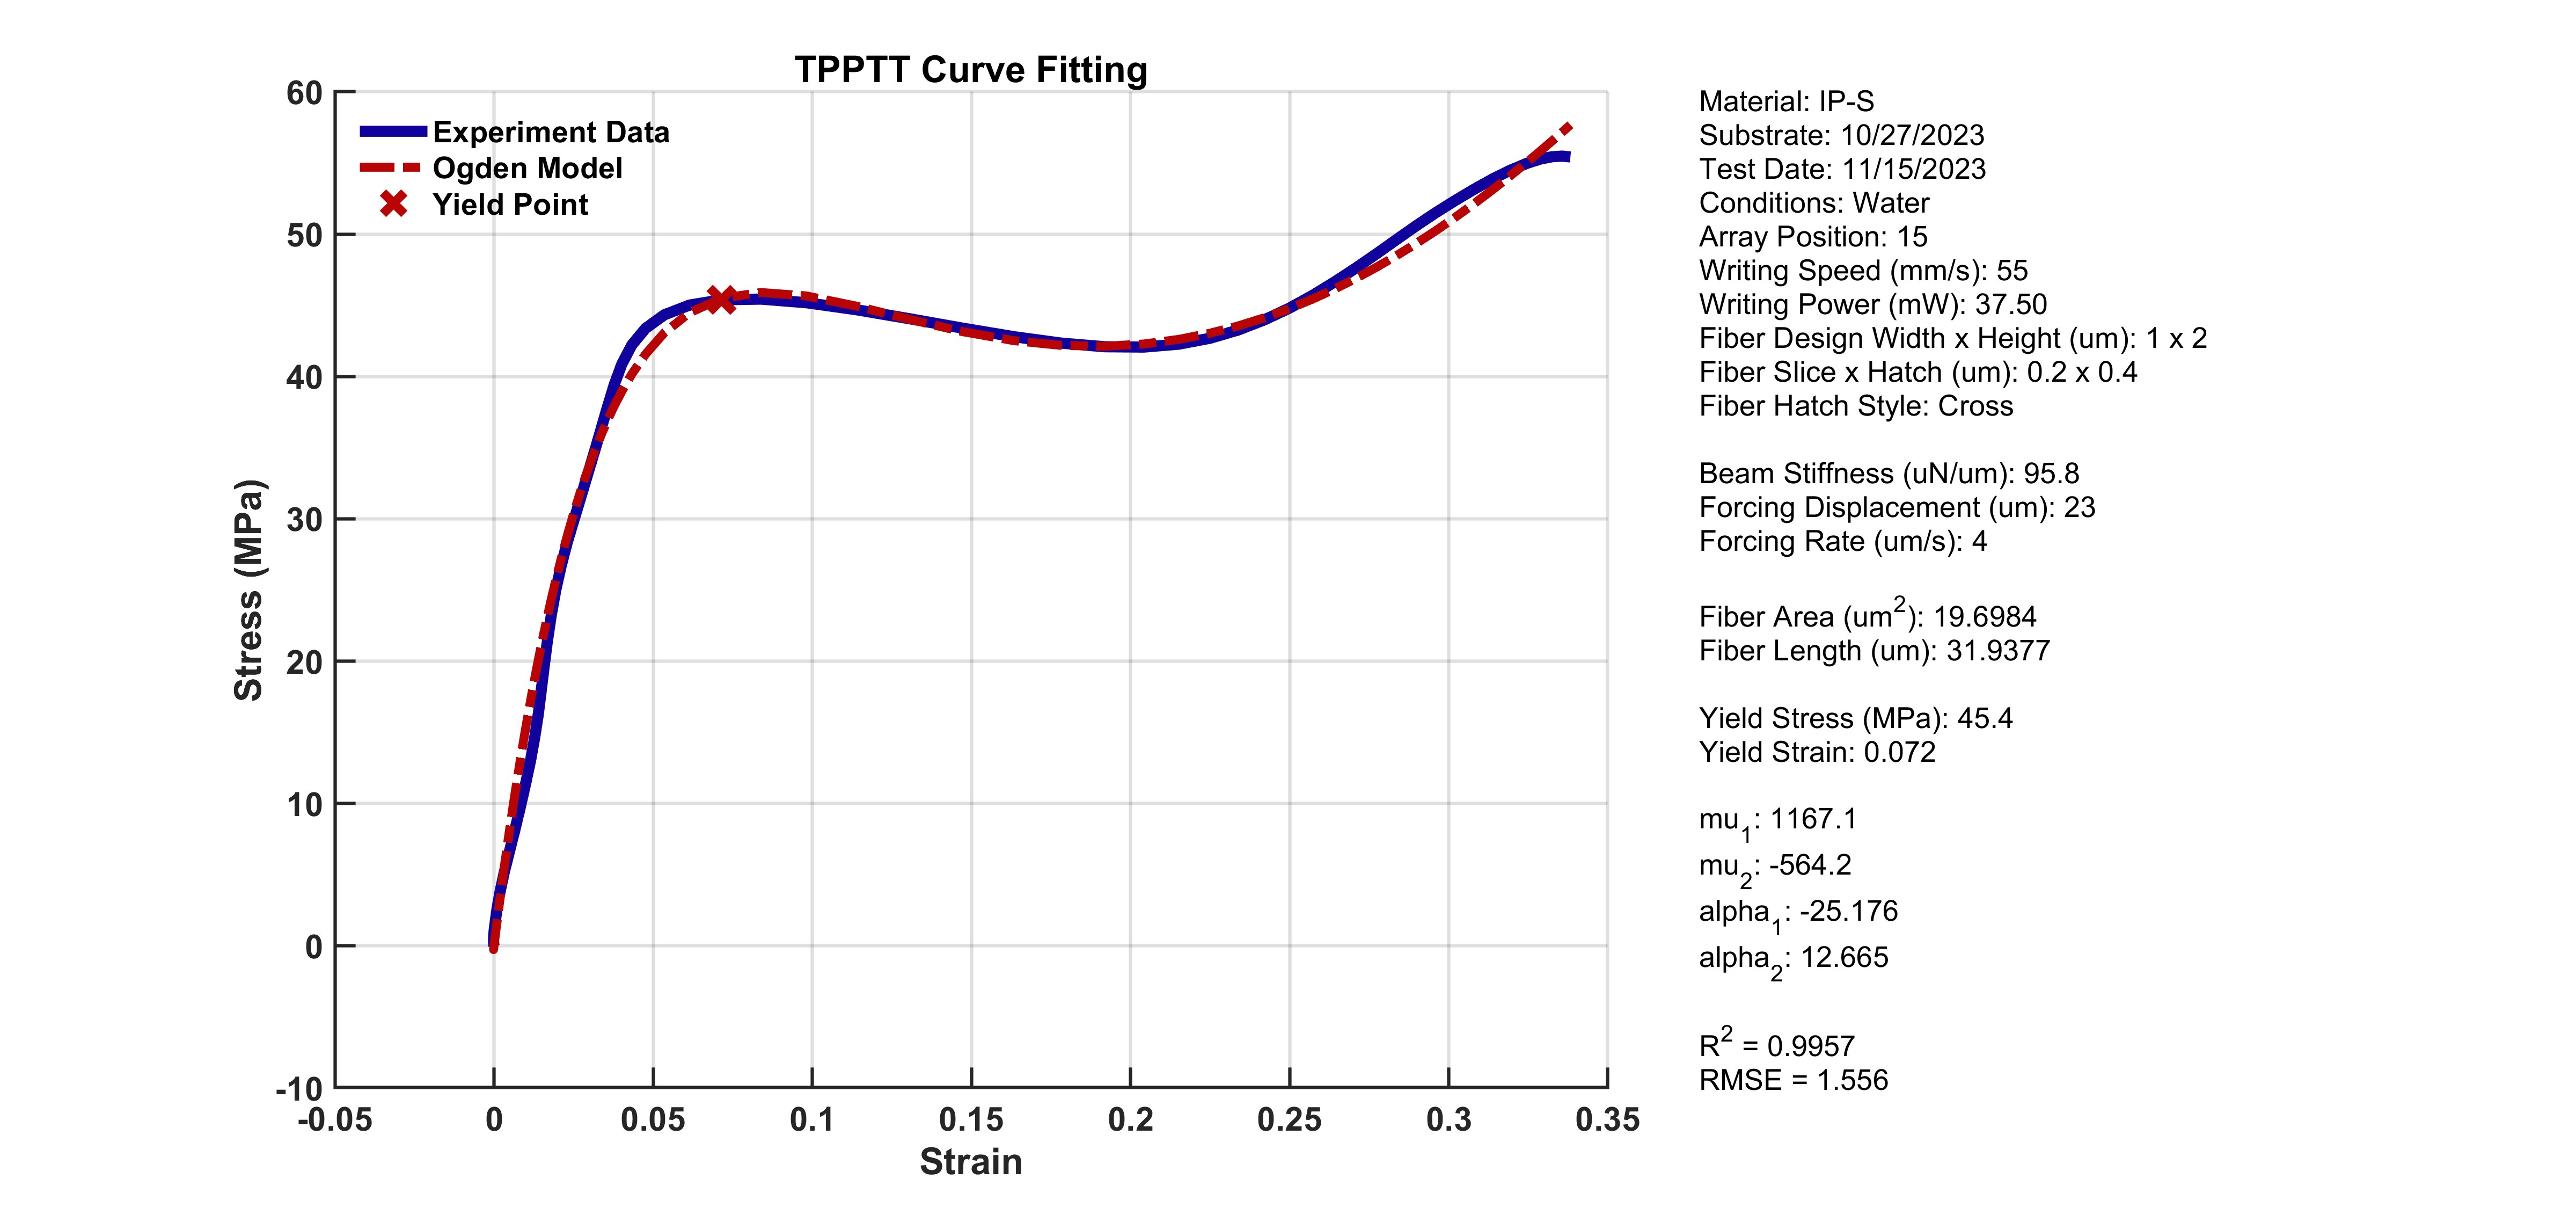 TPPTT Curve Fitting
60
50
40
30
20
10
0
-10
Stress (MPa)
Experiment Data
Ogden Model
Yield Point
-0.05 0 0.05 0.1 0.15 0.2 0.25 0.3 0.35
Strain
Material: IP-S
Substrate: 10/27/2023
Test Date: 11/15/2023
Conditions: Water
Array Position: 15
Writing Speed (mm/s): 55
Writing Power (mW): 37.50
Fiber Design Width x Height (um): 1 x 2
Fiber Slice x Hatch (um): 0.2 x 0.4
Fiber Hatch Style: Cross
Beam Stiffness (uN/um): 95.8
Forcing Displacement (um): 23
Forcing Rate (um/s): 4
Fiber Area (um²): 19.6984
Fiber Length (um): 31.9377
Yield Stress (MPa): 45.4
Yield Strain: 0.072
mu₁: 1167.1
mu₂: -564.2
alpha₁: -25.176
alpha₂: 12.665
R² = 0.9957
RMSE = 1.556